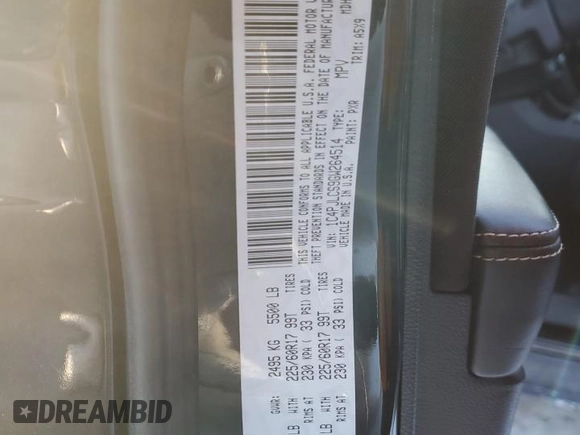 GVWR: 2495 KG 5500 LB
LB WITH 225/60R17 99T TIRES
RIMS AT 230 KPA ( 33 PSI) COLD
LB WITH 225/60R17 99T TIRES
RIMS AT 230 KPA ( 33 PSI) COLD
THIS VEHICLE CONFORMS TO ALL APPLICABLE U.S.A. FEDERAL MOTOR
THEFT PREVENTION STANDARDS IN EFFECT ON THE DATE OF MANUFACTURE
VIN: 1C4PJLCS9GW264514 TYPE: MPV
MADE IN U.S.A. PAINT: PXR TRIM: A5X9
MDH
DREAMBID